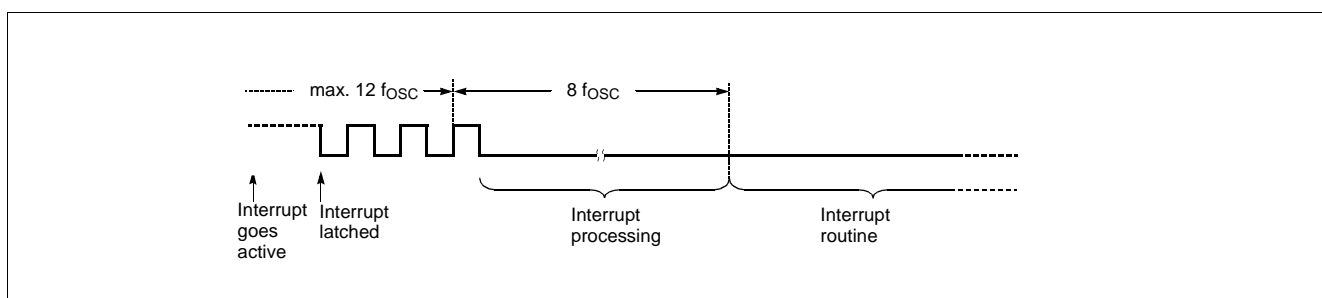 max. 12 fOSC
8 fOSC
Interrupt
goes
active
Interrupt
latched
Interrupt
processing
Interrupt
routine